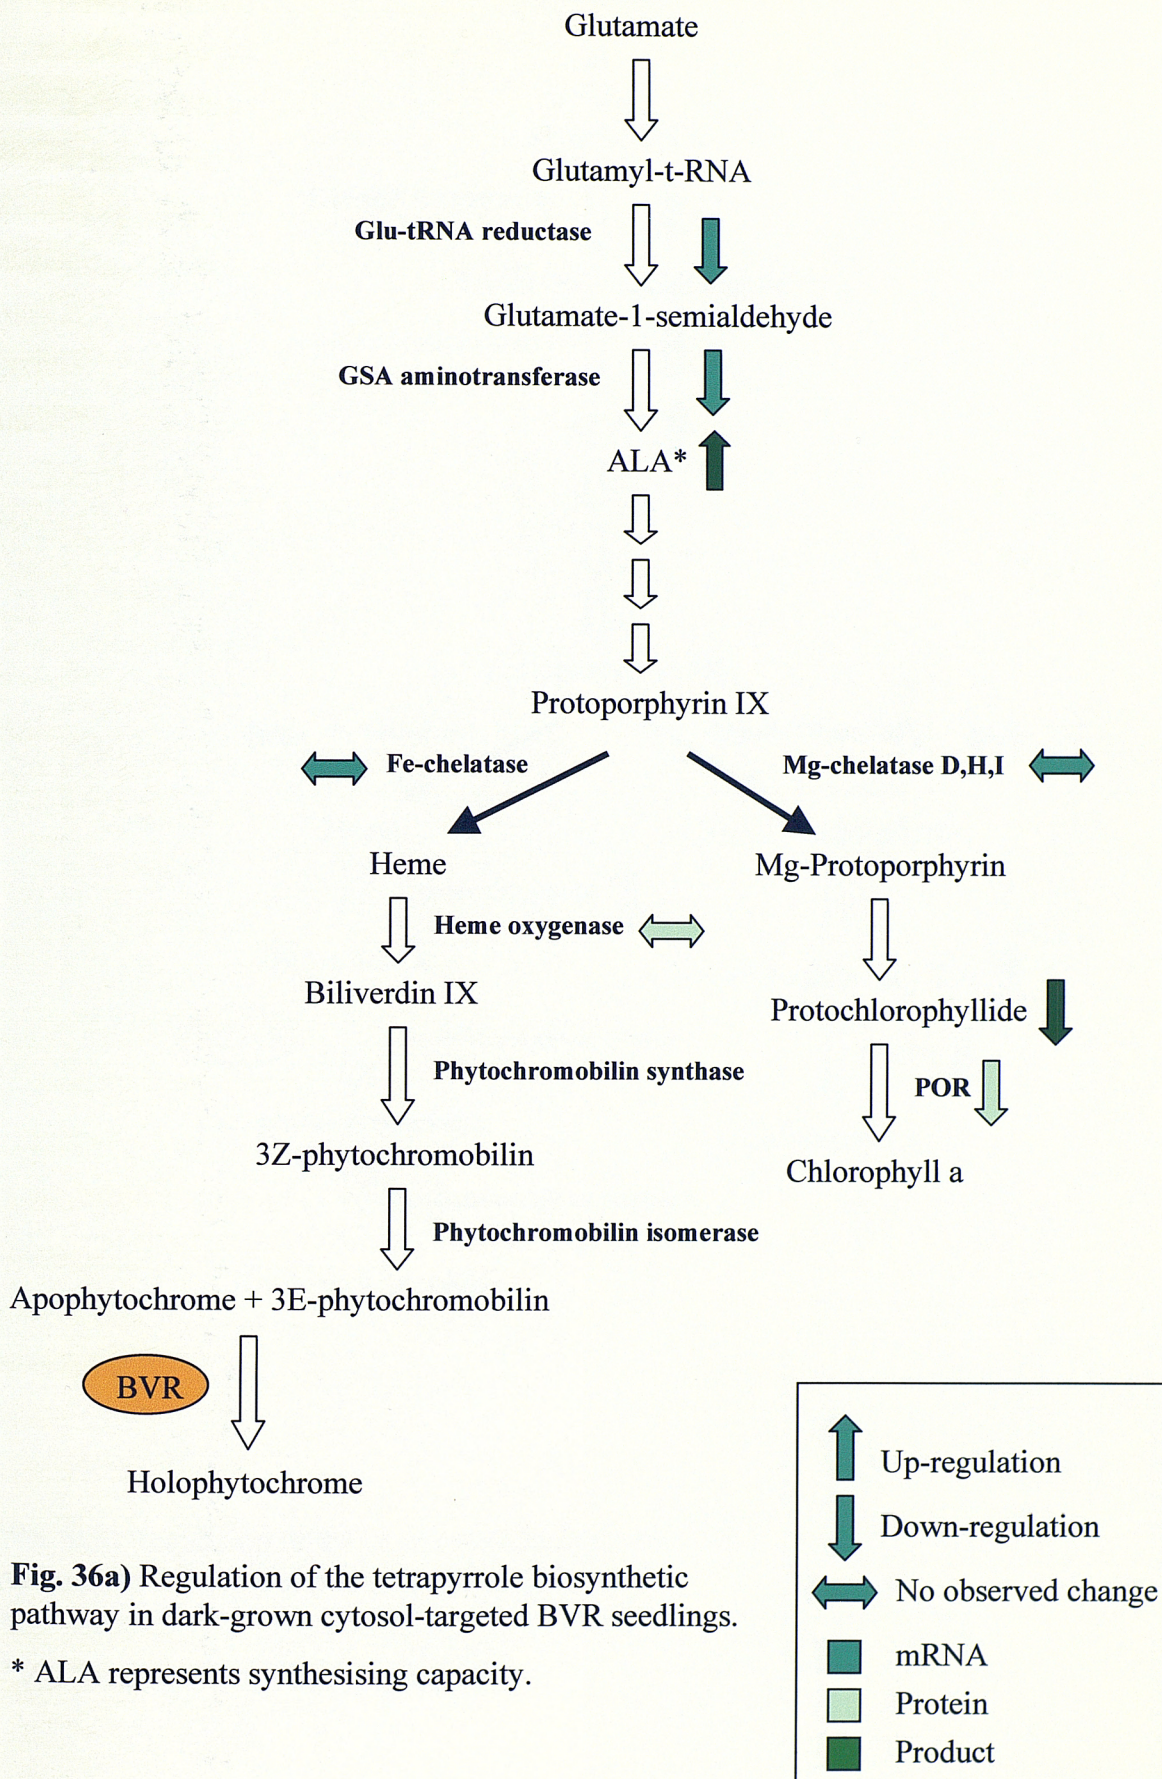 Glutamate
Glutamyl-t-RNA
Glu-tRNA reductase
Glutamate-1-semialdehyde
GSA aminotransferase
ALA*
Protoporphyrin IX
Fe-chelatase
Mg-chelatase D,H,I
Heme
Mg-Protoporphyrin
Heme oxygenase
Biliverdin IX
Protochlorophyllide
Phytochromobilin synthase
POR
3Z-phytochromobilin
Chlorophyll a
Phytochromobilin isomerase
Apophytochrome + 3E-phytochromobilin
BVR
Holophytochrome
Up-regulation
Down-regulation
No observed change
mRNA
Protein
Product
Fig. 36a) Regulation of the tetrapyrrole biosynthetic
pathway in dark-grown cytosol-targeted BVR seedlings.
* ALA represents synthesising capacity.